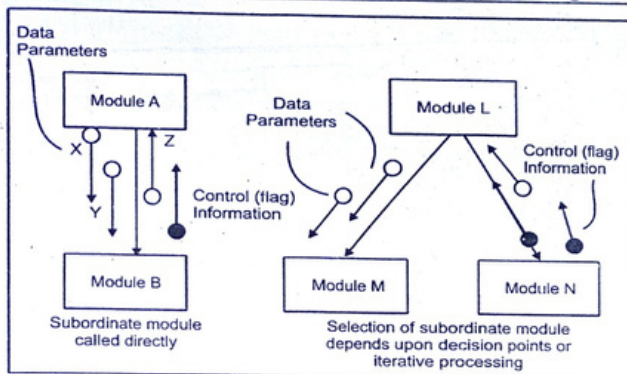 Data
Parameters
Module A
X
Z
Y
Control (flag)
Information
Module B
Subordinate module
called directly
Module L
Data
Parameters
Control (flag)
Information
Module M
Module N
Selection of subordinate module
depends upon decision points or
iterative processing